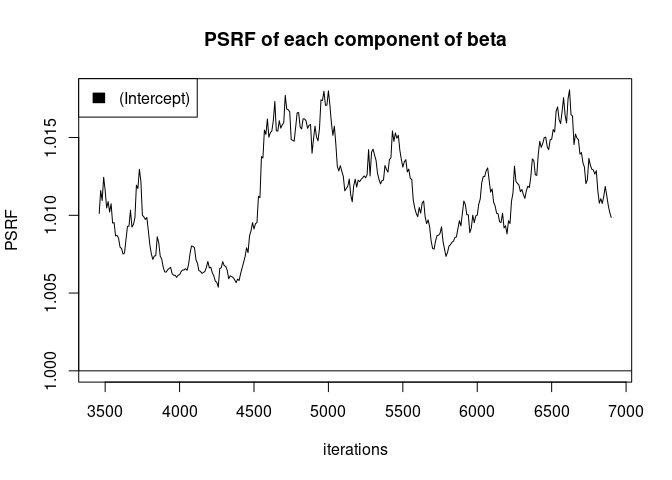 PSRF of each component of beta
(Intercept)
PSRF
1.015
1.010
1.005
1.000
3500 4000 4500 5000 5500 6000 6500 7000
iterations